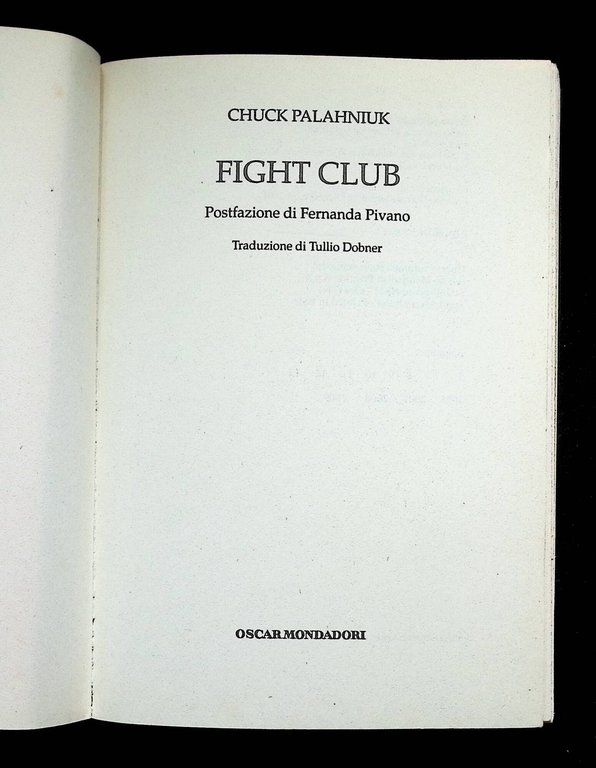 CHUCK PALAHNIUK
FIGHT CLUB
Postfazione di Fernanda Pivano
Traduzione di Tullio Dobner
OSCAR MONDADORI